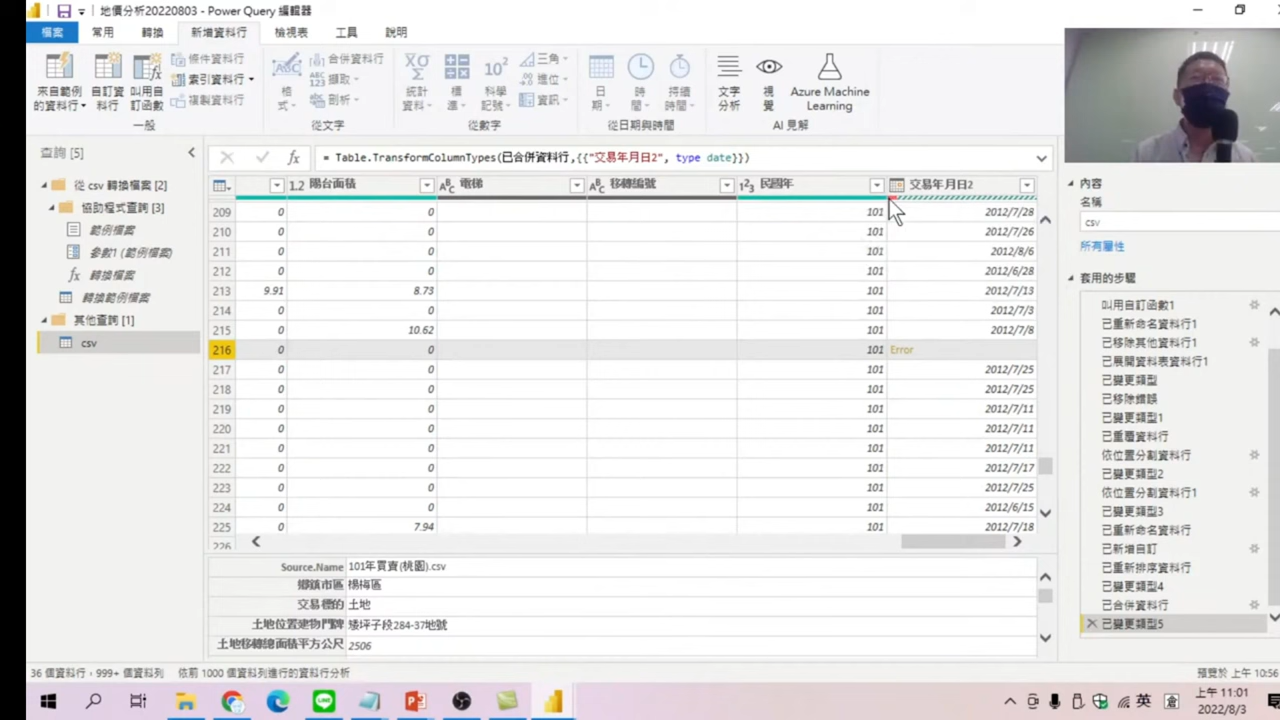 地價分析20220803 - Power Query 編輯器
檔案 常用 轉換 新增資料行 檢視表 工具 說明
來自範例的資料行 自訂資料行 叫用自訂函數 條件資料行 索引資料行 複製資料行 一般
格式 合併資料行 擷取 剖析 從文字
統計資料 標準 科學記號 三角 進位 資訊 從數字
日期 時間 持續時間 從日期與時間
文字分析 視覺 Azure Machine Learning AI 見解
查詢 [5]
從 csv 轉換檔案 [2]
協助程式查詢 [3]
範例檔案
參數1 (範例檔案)
轉換檔案
轉換範例檔案
其他查詢 [1]
csv
= Table.TransformColumnTypes(已合併資料行,{{"交易年月日2", type date}})
1.2 陽台面積 ABC 電梯 ABC 移轉編號 123 民國年 交易年月日2
209 0 0 101 2012/7/28
210 0 0 101 2012/7/26
211 0 0 101 2012/8/6
212 0 0 101 2012/6/28
213 9.91 8.73 101 2012/7/13
214 0 0 101 2012/7/3
215 0 10.62 101 2012/7/8
216 0 0 101 Error
217 0 0 101 2012/7/25
218 0 0 101 2012/7/25
219 0 0 101 2012/7/11
220 0 0 101 2012/7/11
221 0 0 101 2012/7/11
222 0 0 101 2012/7/17
223 0 0 101 2012/7/25
224 0 0 101 2012/6/15
225 0 7.94 101 2012/7/18
226
Source.Name 101年買賣(桃園).csv
鄉鎮市區 楊梅區
交易標的 土地
土地位置建物門牌 矮坪子段284-37地號
土地移轉總面積平方公尺 2506
內容
名稱
csv
所有屬性
套用的步驟
叫用自訂函數1
已重新命名資料行1
已移除其他資料行1
已展開資料表資料行1
已變更類型
已移除錯誤
已變更類型1
已重覆資料行
依位置分割資料行
已變更類型2
依位置分割資料行1
已變更類型3
已重新命名資料行
已新增自訂
已重新排序資料行
已變更類型4
已合併資料行
已變更類型5
36 個資料行，999+ 個資料列 依前 1000 個資料列進行的資料行分析 預覽於 上午 10:56
英 上午 11:01
2022/8/3